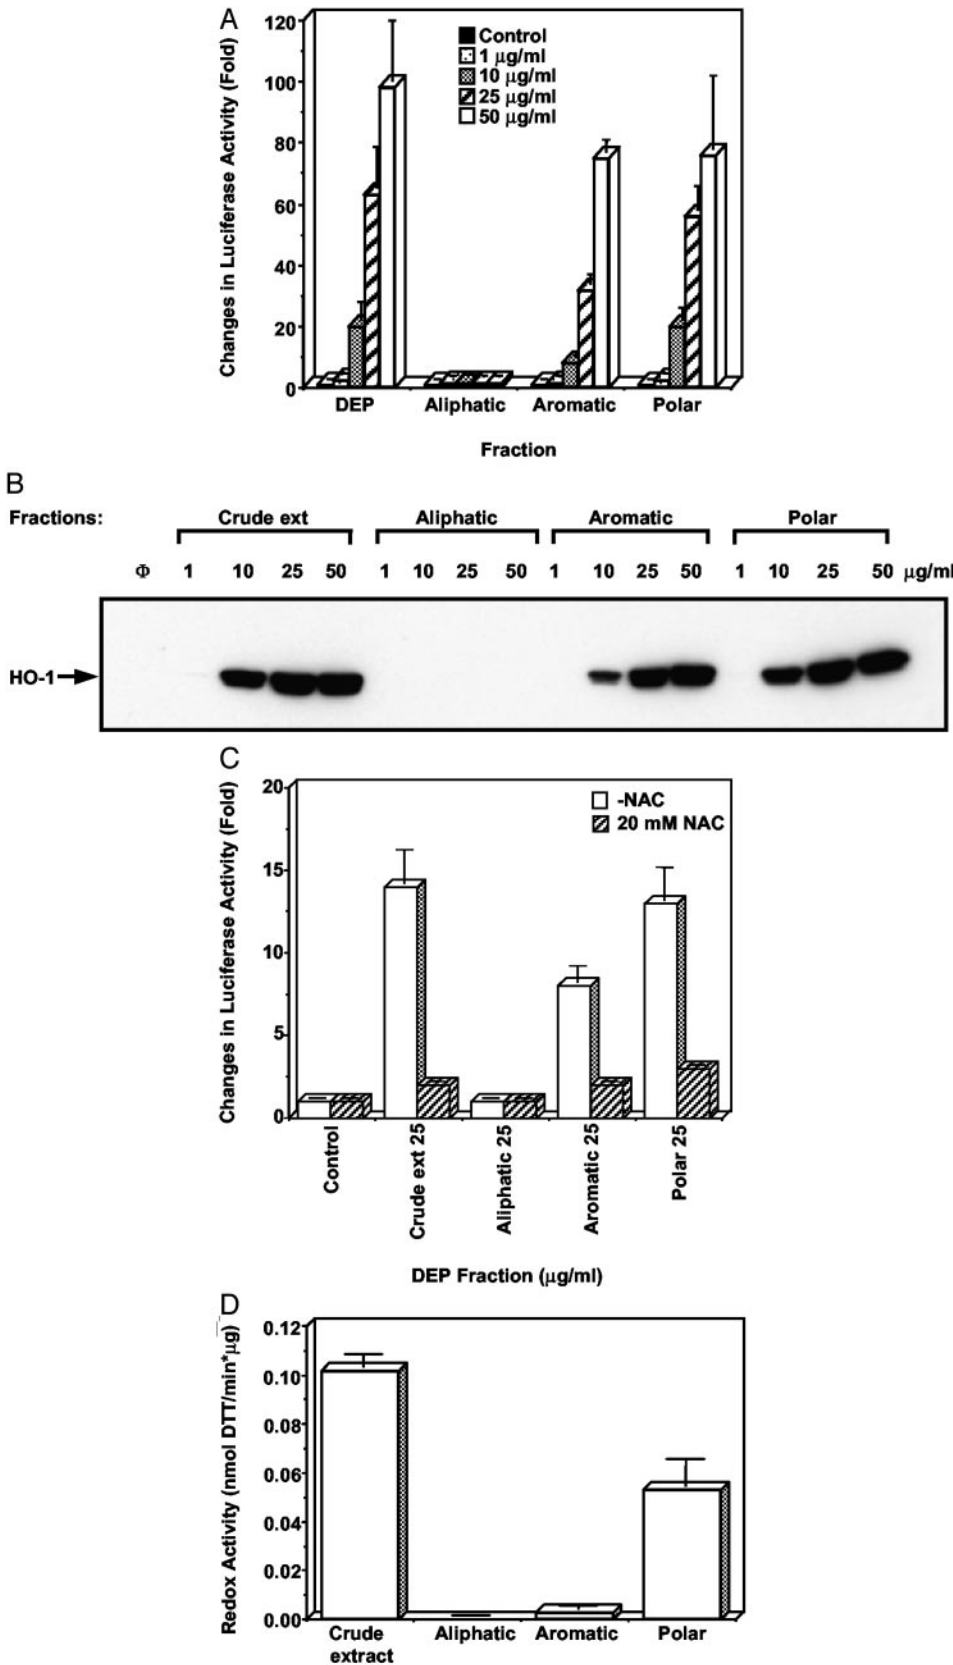 A
Changes in Luciferase Activity (Fold)
120
100
80
60
40
20
0
Control
1 μg/ml
10 μg/ml
25 μg/ml
50 μg/ml
DEP Aliphatic Aromatic Polar
Fraction
B
Fractions: Crude ext Aliphatic Aromatic Polar
Φ 1 10 25 50 1 10 25 50 1 10 25 50 1 10 25 50 μg/ml
HO-1
C
Changes in Luciferase Activity (Fold)
20
15
10
5
0
-NAC
20 mM NAC
Control
Crude ext 25
Aliphatic 25
Aromatic 25
Polar 25
DEP Fraction (μg/ml)
D
Redox Activity (nmol DTT/min*μg)
0.12
0.10
0.08
0.06
0.04
0.02
0.00
Crude Aliphatic Aromatic Polar
extract